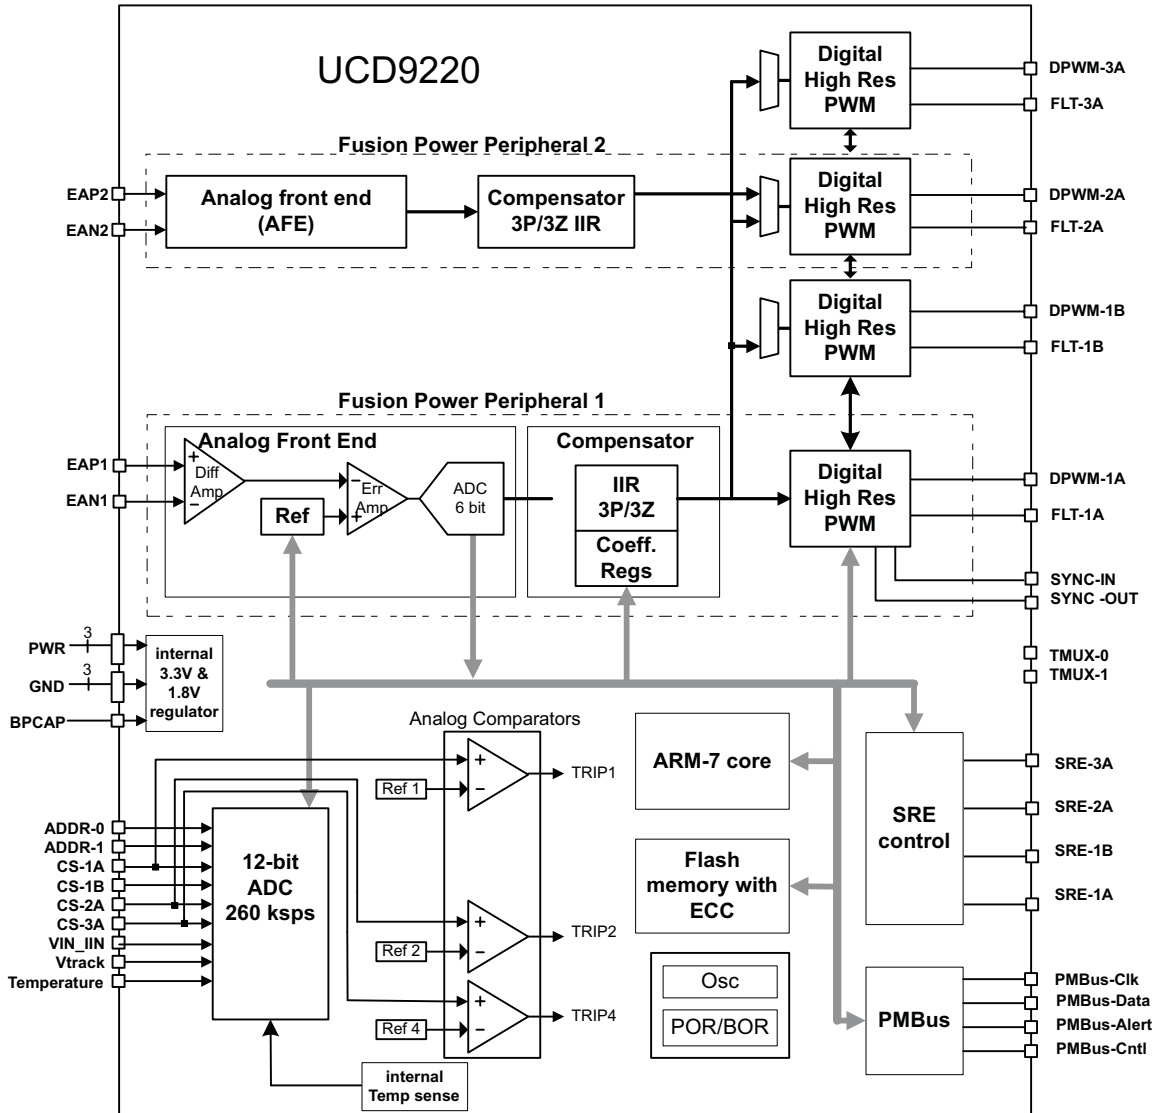 UCD9220
Digital
High Res
PWM
DPWM-3A
FLT-3A
Fusion Power Peripheral 2
EAP2
EAN2
Analog front end
(AFE)
Compensator
3P/3Z IIR
Digital
High Res
PWM
DPWM-2A
FLT-2A
Digital
High Res
PWM
DPWM-1B
FLT-1B
Fusion Power Peripheral 1
Analog Front End
EAP1
EAN1
+
Diff
Amp
−
Ref
−
Err
Amp
+
ADC
6 bit
Compensator
IIR
3P/3Z
Coeff.
Regs
Digital
High Res
PWM
DPWM-1A
FLT-1A
SYNC-IN
SYNC -OUT
TMUX-0
TMUX-1
PWR
3
GND
3
BPCAP
internal
3.3V &
1.8V
regulator
Analog Comparators
+
−
Ref 1
TRIP1
+
−
Ref 2
TRIP2
+
−
Ref 4
TRIP4
ADDR-0
ADDR-1
CS-1A
CS-1B
CS-2A
CS-3A
VIN_IIN
Vtrack
Temperature
12-bit
ADC
260 ksps
internal
Temp sense
ARM-7 core
Flash
memory with
ECC
Osc
POR/BOR
SRE
control
SRE-3A
SRE-2A
SRE-1B
SRE-1A
PMBus
PMBus-Clk
PMBus-Data
PMBus-Alert
PMBus-Cntl